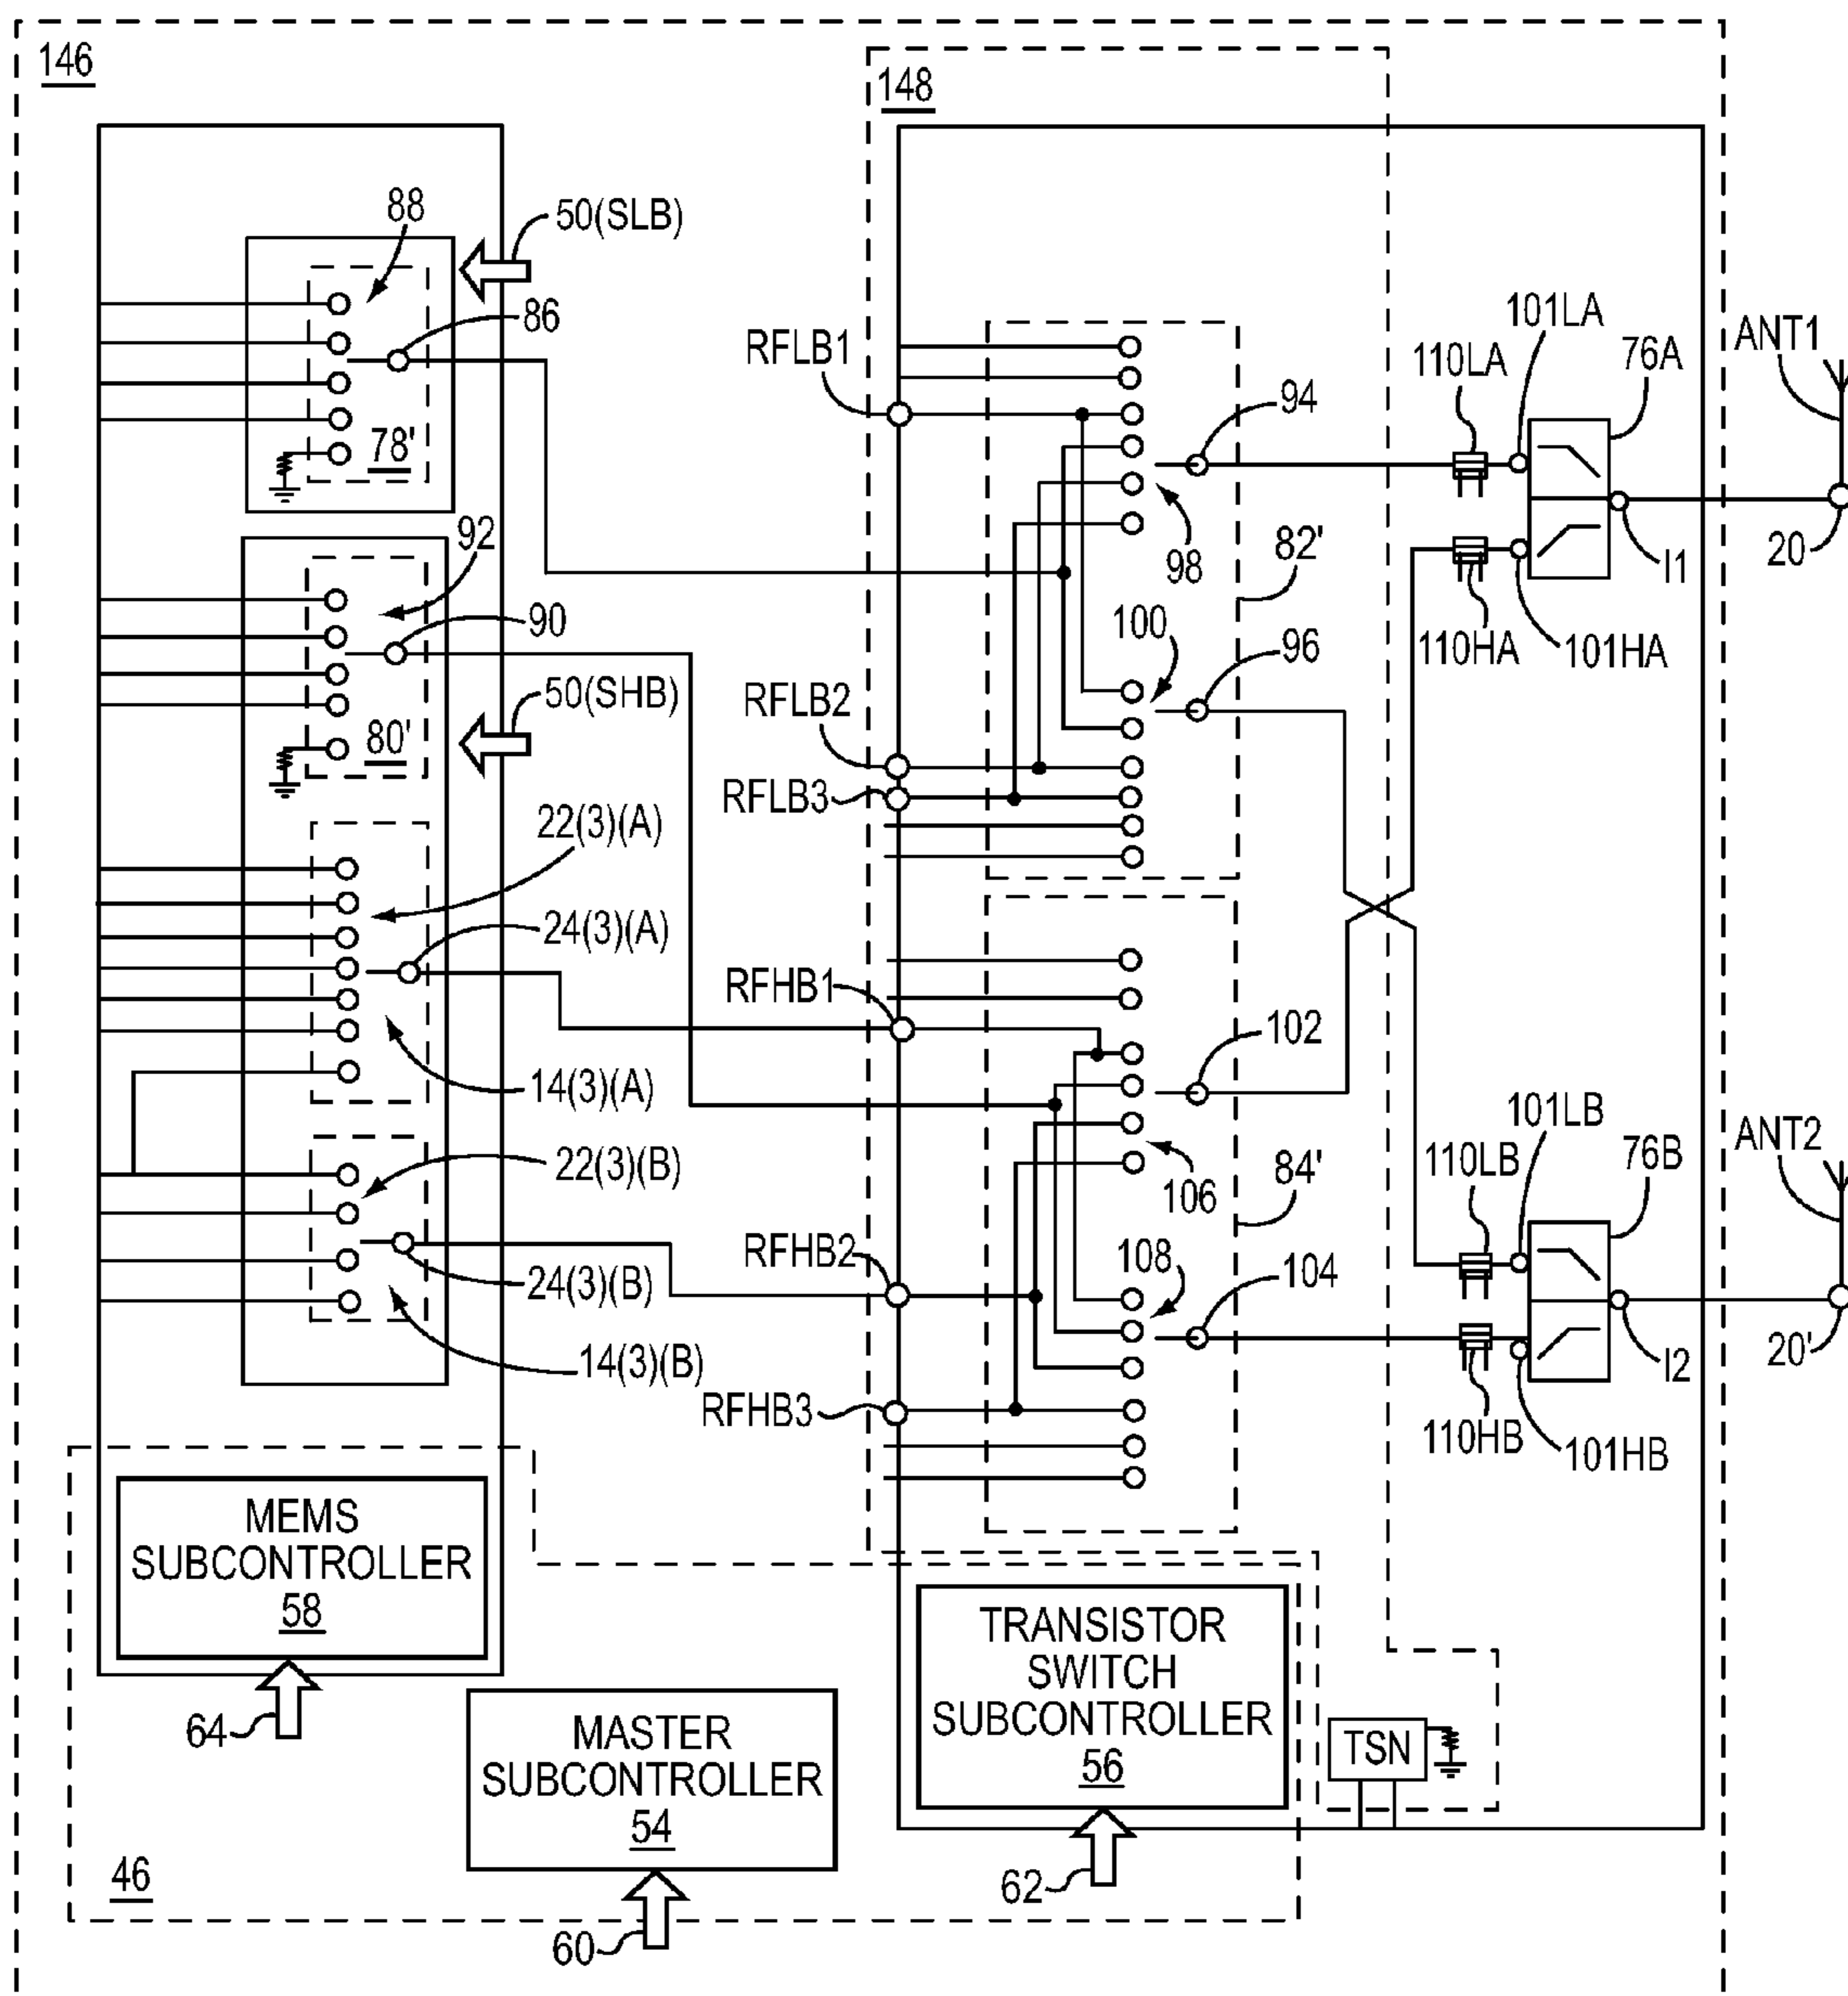 146
148
88
50(SLB)
86
78'
92
90
50(SHB)
80'
22(3)(A)
24(3)(A)
14(3)(A)
22(3)(B)
24(3)(B)
14(3)(B)
RFLB1
94
98
82'
100
96
RFLB2
RFLB3
RFHB1
102
106
84'
RFHB2
108
104
RFHB3
110LA
101LA
76A
ANT1
20
I1
110HA
101HA
110LB
101LB
76B
ANT2
20'
I2
110HB
101HB
MEMS
SUBCONTROLLER
58
64
MASTER
SUBCONTROLLER
54
60
TRANSISTOR
SWITCH
SUBCONTROLLER
56
62
TSN
46